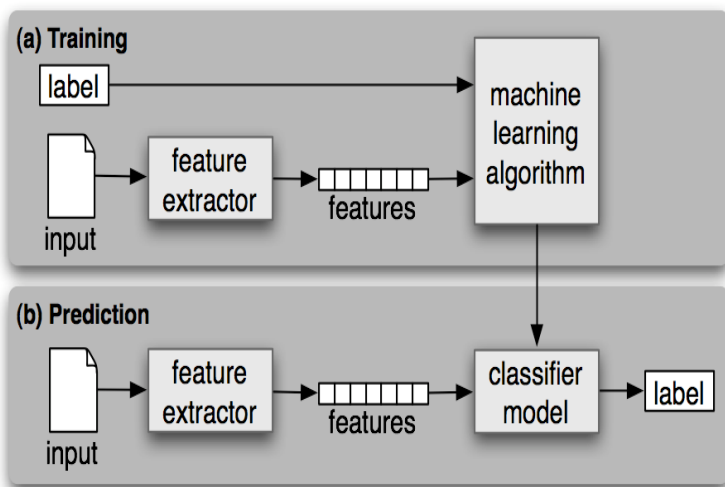 (a) Training
label
machine
learning
algorithm
feature
extractor
features
input
(b) Prediction
feature
extractor
features
input
classifier
model
label